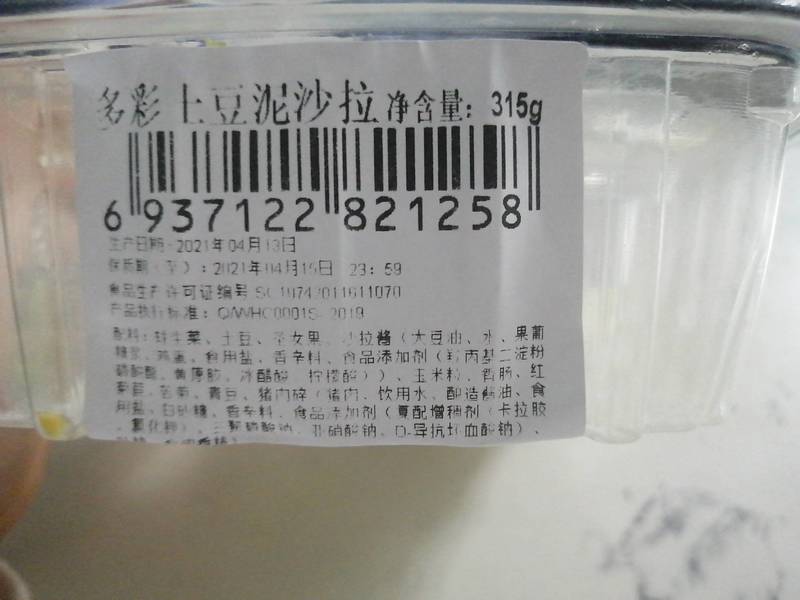 多彩 土豆泥沙拉 净含量: 315g
6 937122 821258
生产日期: 2021年04月13日
保质期(至): 2021年04月15日 23: 59
食品生产许可证编号
产品执行标准:
配料: 球生菜、土豆、圣女果、沙拉酱(大豆油、水、果葡
糖浆、鸡蛋、食用盐、香辛料、食品添加剂(羟丙基二淀粉
磷酸酯、黄原胶、冰醋酸、柠檬酸))、玉米粒、香肠、红
青豆、猪肉碎(猪肉、饮用水、酿造酱油、食
用盐、白砂糖、香辛料、食品添加剂(复配增稠剂(卡拉胶
、氯化钾)、三聚磷酸钠、亚硝酸钠、D-异抗坏血酸钠)、